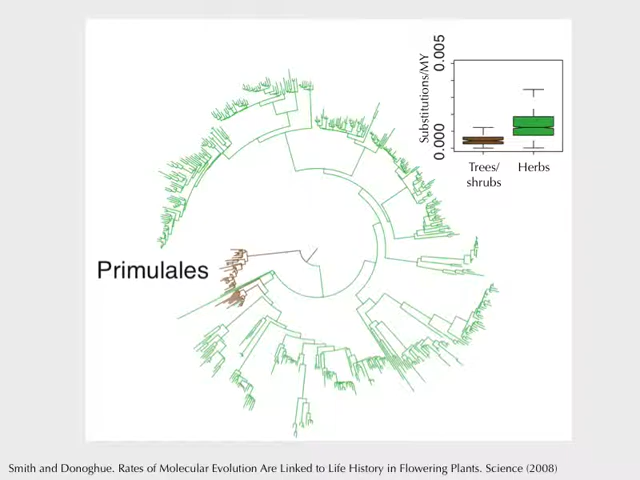 0.005
Substitutions/MY
0.000
Trees/
shrubs
Herbs
Primulales
Smith and Donoghue. Rates of Molecular Evolution Are Linked to Life History in Flowering Plants. Science (2008)